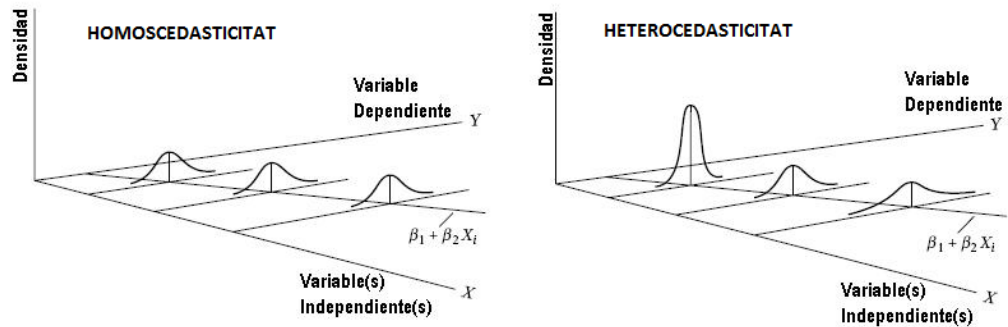 Densidad
HOMOSCEDASTICITAT
Variable
Dependiente
Y
β₁ + β₂Xᵢ
X
Variable(s)
Independiente(s)
Densidad
HETEROCEDASTICITAT
Variable
Dependiente
Y
β₁ + β₂Xᵢ
X
Variable(s)
Independiente(s)